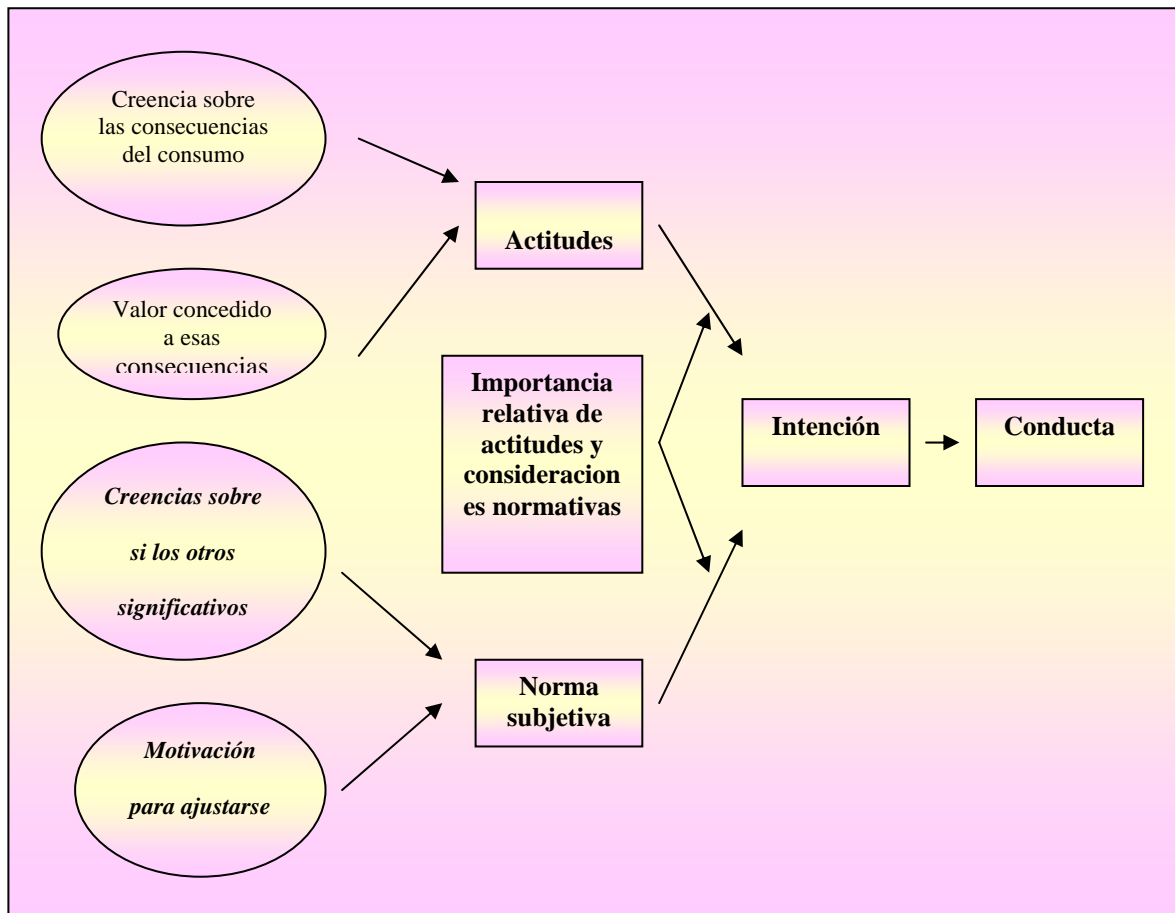 Creencia sobre
las consecuencias
del consumo
Actitudes
Valor concedido
a esas
consecuencias
Importancia
relativa de
actitudes y
consideracion
es normativas
Intención
Conducta
Creencias sobre
si los otros
significativos
Norma
subjetiva
Motivación
para ajustarse